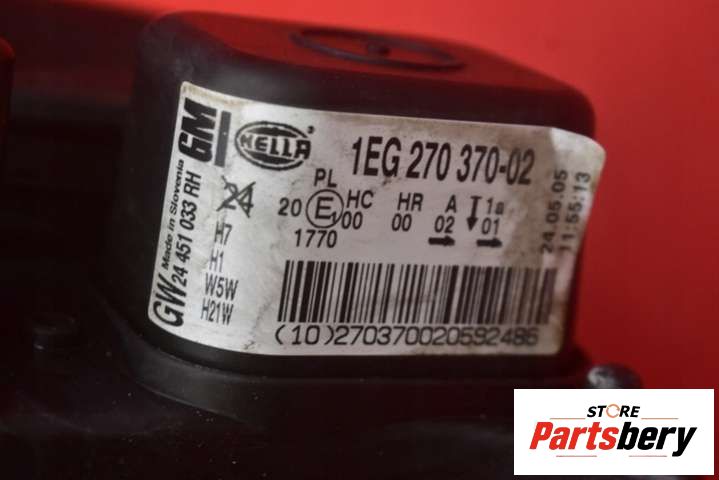 GM
HELLA
1EG 270 370-02
Made in Slovenia
GW 24 451 033 RH
24
H7
H1
W5W
H21W
PL
20 E1 HC HR A 1a
00 00 02 01
1770
24.05.05
11:55:13
(10)270370020592486
STORE
Partsbery